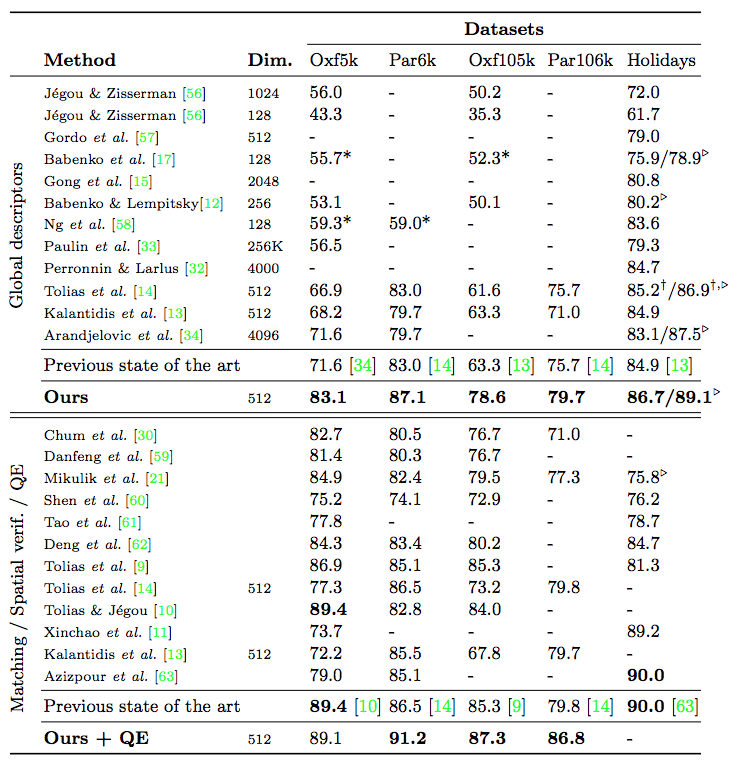 Datasets
Method Dim. Oxf5k Par6k Oxf105k Par106k Holidays
Global descriptors
Jégou & Zisserman [56] 1024 56.0 - 50.2 - 72.0
Jégou & Zisserman [56] 128 43.3 - 35.3 - 61.7
Gordo et al. [57] 512 - - - - 79.0
Babenko et al. [17] 128 55.7* - 52.3* - 75.9/78.9▷
Gong et al. [15] 2048 - - - - 80.8
Babenko & Lempitsky[12] 256 53.1 - 50.1 - 80.2▷
Ng et al. [58] 128 59.3* 59.0* - - 83.6
Paulin et al. [33] 256K 56.5 - - - 79.3
Perronnin & Larlus [32] 4000 - - - - 84.7
Tolias et al. [14] 512 66.9 83.0 61.6 75.7 85.2†/86.9†,▷
Kalantidis et al. [13] 512 68.2 79.7 63.3 71.0 84.9
Arandjelovic et al. [34] 4096 71.6 79.7 - - 83.1/87.5▷
Previous state of the art 71.6 [34] 83.0 [14] 63.3 [13] 75.7 [14] 84.9 [13]
Ours 512 83.1 87.1 78.6 79.7 86.7/89.1▷
Matching / Spatial verif. / QE
Chum et al. [30] 82.7 80.5 76.7 71.0 -
Danfeng et al. [59] 81.4 80.3 76.7 - -
Mikulik et al. [21] 84.9 82.4 79.5 77.3 75.8▷
Shen et al. [60] 75.2 74.1 72.9 - 76.2
Tao et al. [61] 77.8 - - - 78.7
Deng et al. [62] 84.3 83.4 80.2 - 84.7
Tolias et al. [9] 86.9 85.1 85.3 - 81.3
Tolias et al. [14] 512 77.3 86.5 73.2 79.8 -
Tolias & Jégou [10] 89.4 82.8 84.0 - -
Xinchao et al. [11] 73.7 - - - 89.2
Kalantidis et al. [13] 512 72.2 85.5 67.8 79.7 -
Azizpour et al. [63] 79.0 85.1 - - 90.0
Previous state of the art 89.4 [10] 86.5 [14] 85.3 [9] 79.8 [14] 90.0 [63]
Ours + QE 512 89.1 91.2 87.3 86.8 -